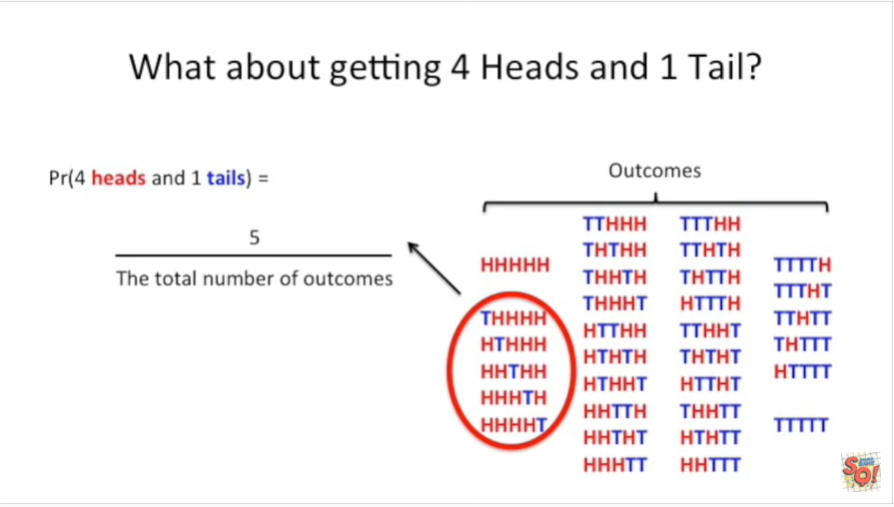 What about getting 4 Heads and 1 Tail?
Pr(4 heads and 1 tails) =
5
The total number of outcomes
Outcomes
HHHHH
THHHH
HTHHH
HHTHH
HHHTH
HHHHT
TTHHH
THTHH
THHTH
THHHT
HTTHH
HTHTH
HTHHT
HHTTH
HHTHT
HHHTT
TTTHH
TTHTH
THTTH
HTTTH
TTHHT
THTHT
HTTHT
THHTT
HTHTT
HHTTT
TTTTH
TTTHT
TTHTT
THTTT
HTTTT
TTTTT
SQ!